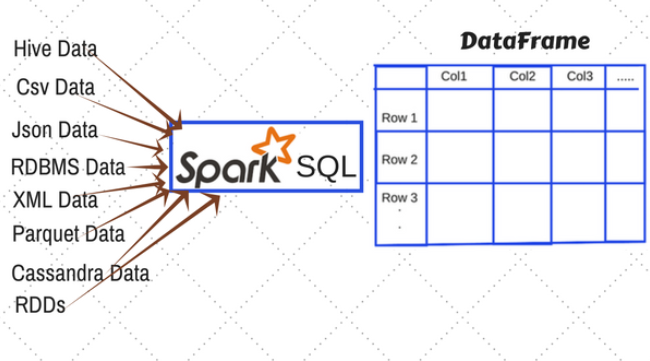 Hive Data
Csv Data
Json Data
RDBMS Data
XML Data
Parquet Data
Cassandra Data
RDDs
Spark SQL
DataFrame
Col1 Col2 Col3 .....
Row 1
Row 2
Row 3
.
.